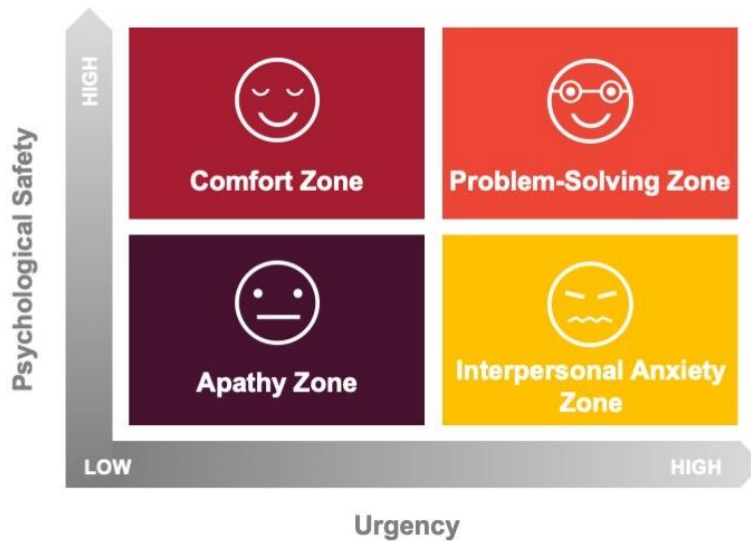 HIGH
Psychological Safety
Comfort Zone
Problem-Solving Zone
Apathy Zone
Interpersonal Anxiety
Zone
LOW
HIGH
Urgency